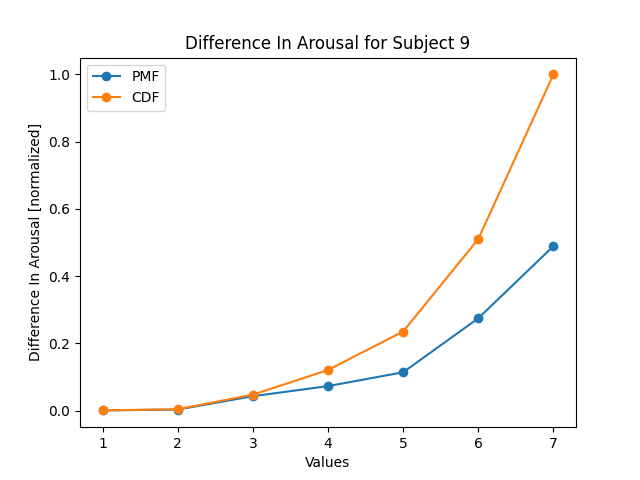 Difference In Arousal for Subject 9
PMF
CDF
Difference In Arousal [normalized]
1.0
0.8
0.6
0.4
0.2
0.0
1 2 3 4 5 6 7
Values